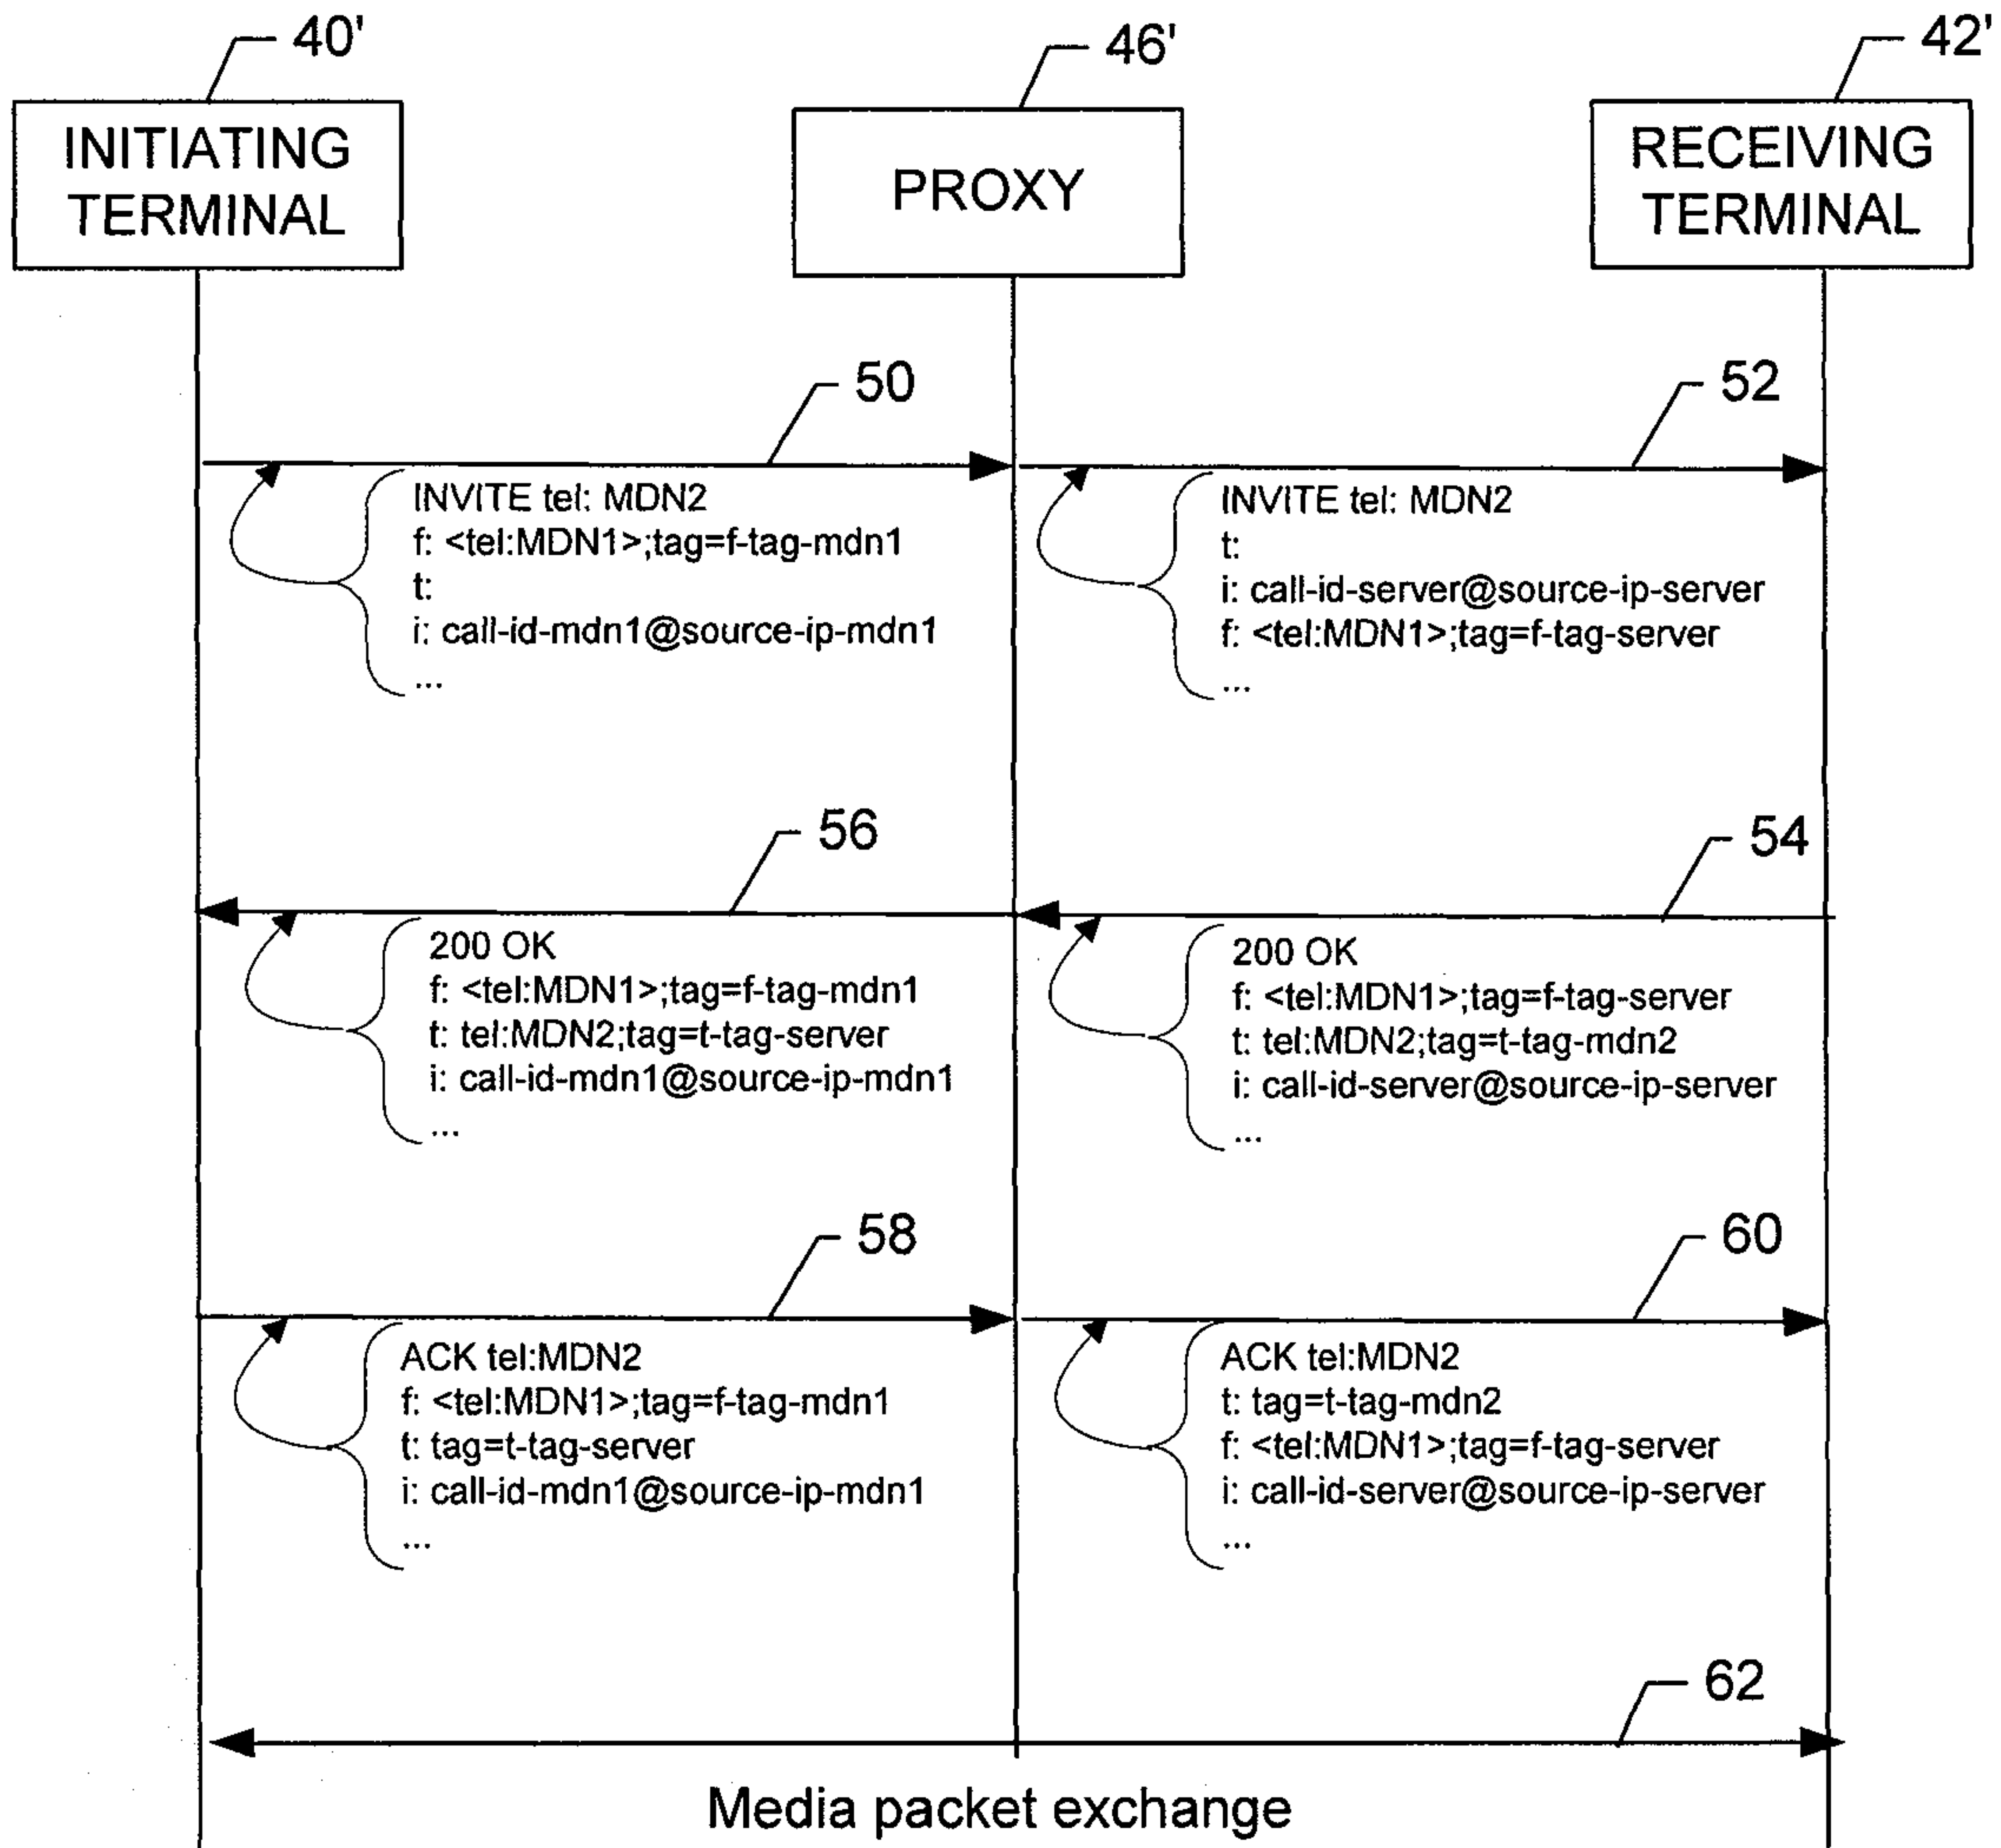 40'
46'
42'
INITIATING
TERMINAL
PROXY
RECEIVING
TERMINAL
50
52
INVITE tel: MDN2
f: <tel:MDN1>;tag=f-tag-mdn1
t:
i: call-id-mdn1@source-ip-mdn1
...
INVITE tel: MDN2
t:
i: call-id-server@source-ip-server
f: <tel:MDN1>;tag=f-tag-server
...
56
54
200 OK
f: <tel:MDN1>;tag=f-tag-mdn1
t: tel:MDN2;tag=t-tag-server
i: call-id-mdn1@source-ip-mdn1
...
200 OK
f: <tel:MDN1>;tag=f-tag-server
t: tel:MDN2;tag=t-tag-mdn2
i: call-id-server@source-ip-server
...
58
60
ACK tel:MDN2
f: <tel:MDN1>;tag=f-tag-mdn1
t: tag=t-tag-server
i: call-id-mdn1@source-ip-mdn1
...
ACK tel:MDN2
t: tag=t-tag-mdn2
f: <tel:MDN1>;tag=f-tag-server
i: call-id-server@source-ip-server
...
62
Media packet exchange